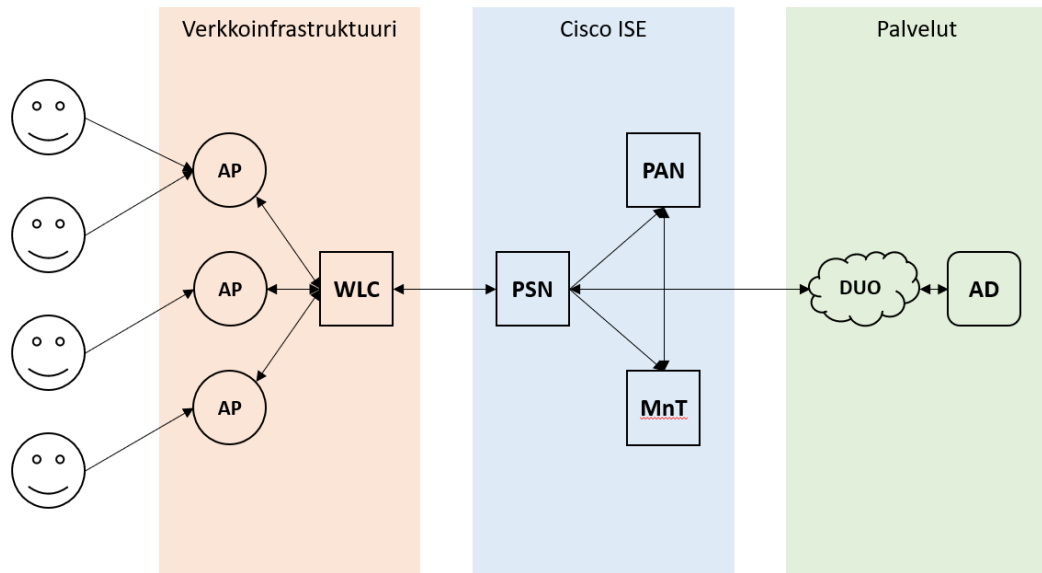 Verkkoinfrastruktuuri
Cisco ISE
Palvelut
AP
PAN
AP
WLC
PSN
DUO
AD
AP
MnT